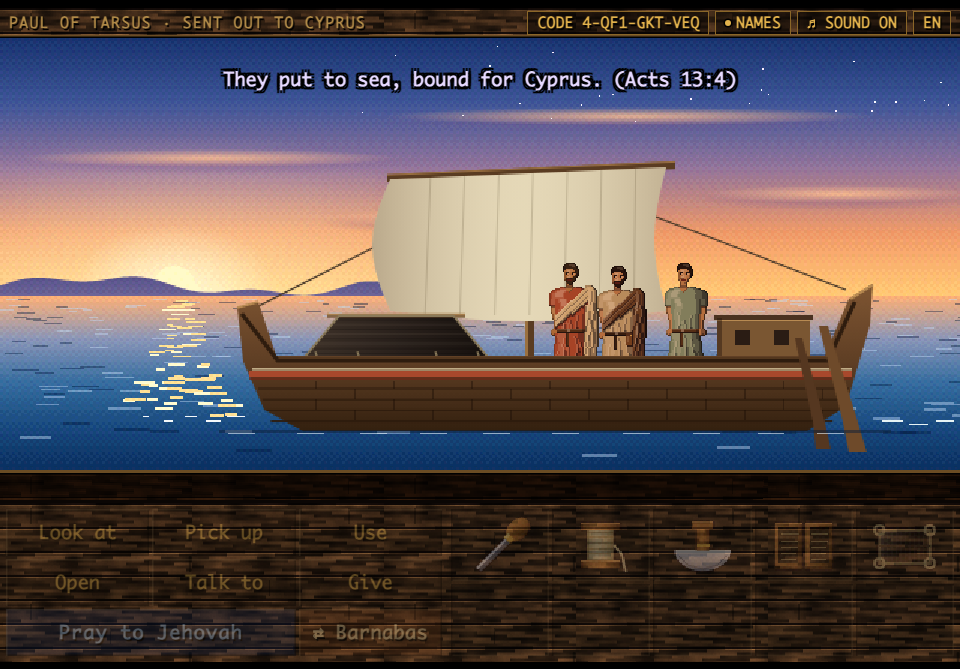 PAUL OF TARSUS · SENT OUT TO CYPRUS
CODE 4-QF1-GKT-VEQ
• NAMES
♬ SOUND ON
EN
They put to sea, bound for Cyprus. (Acts 13:4)
Look at
Pick up
Use
Open
Talk to
Give
Pray to Jehovah
⇄ Barnabas